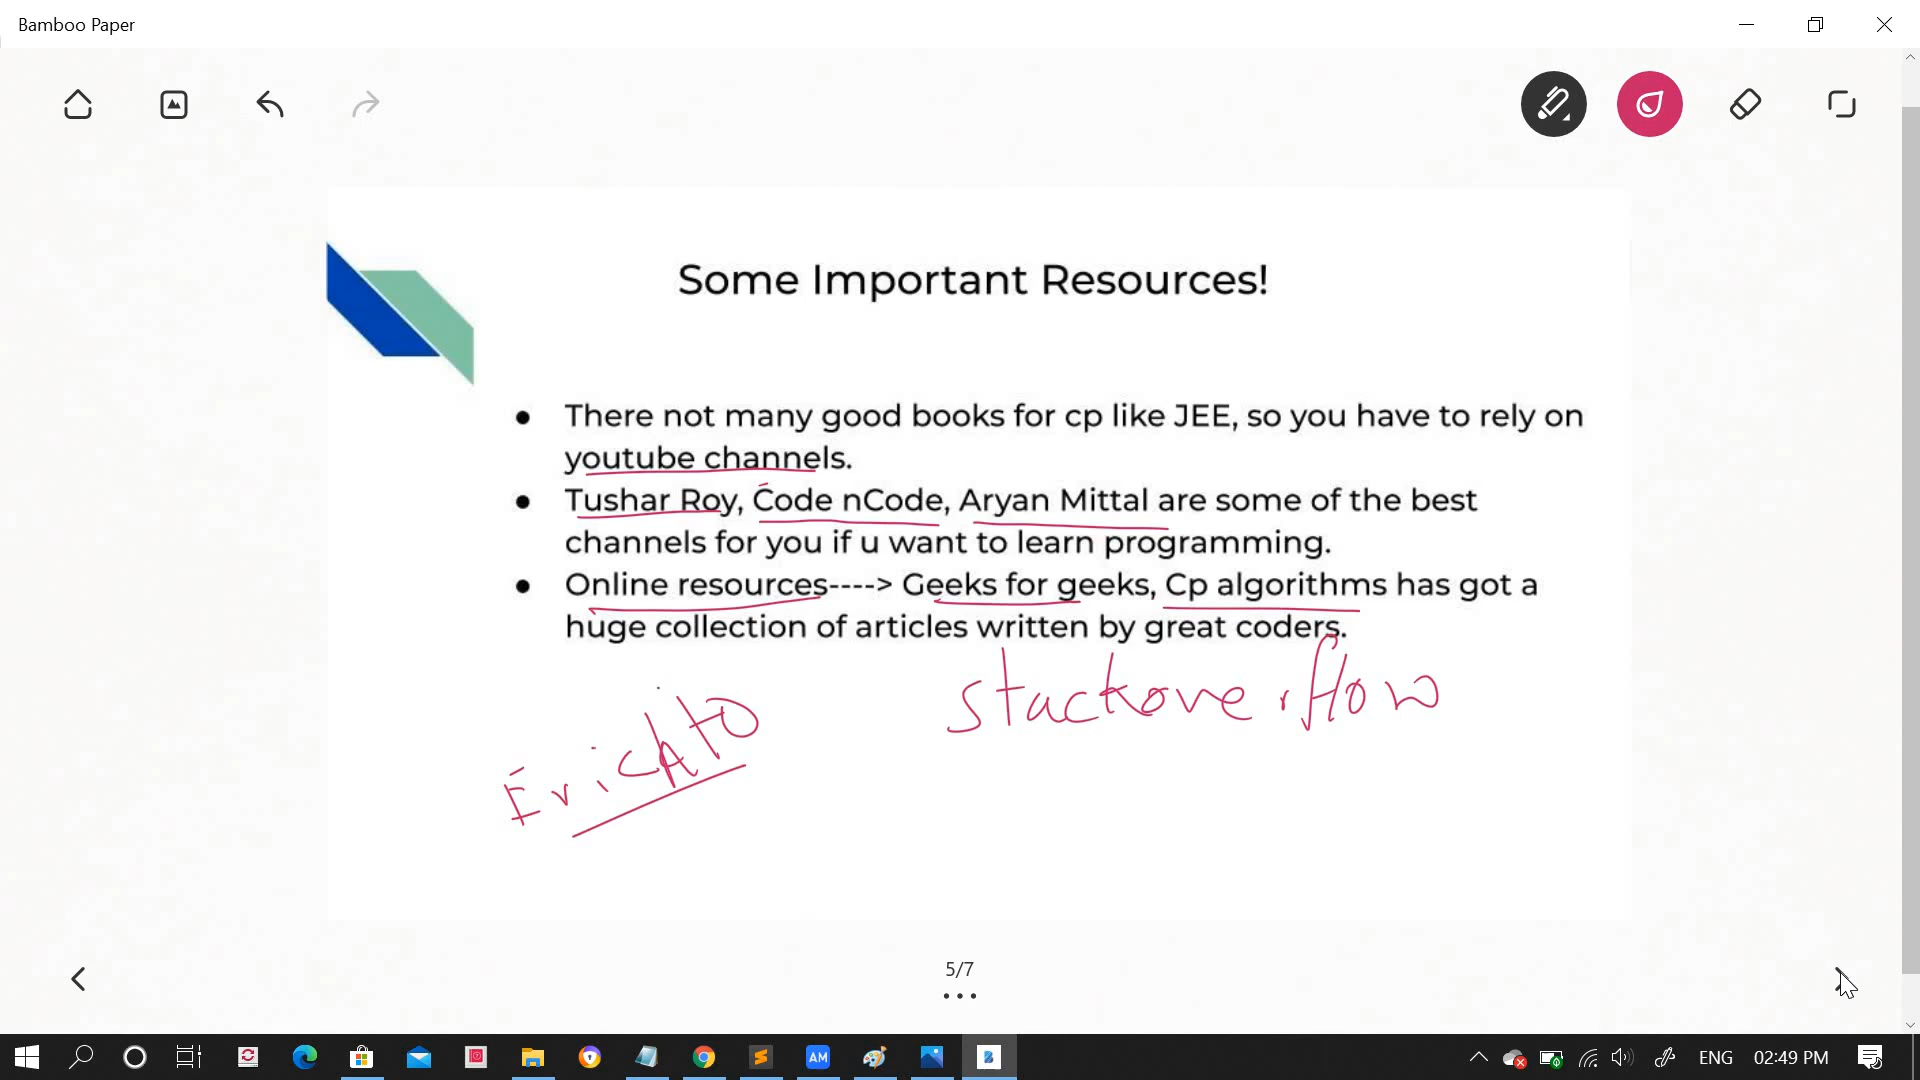 Bamboo Paper
Some Important Resources!
● There not many good books for cp like JEE, so you have to rely on
youtube channels.
● Tushar Roy, Code nCode, Aryan Mittal are some of the best
channels for you if u want to learn programming.
● Online resources----> Geeks for geeks, Cp algorithms has got a
huge collection of articles written by great coders.
stackoverflow
Errichto
5/7
AM
ENG 02:49 PM